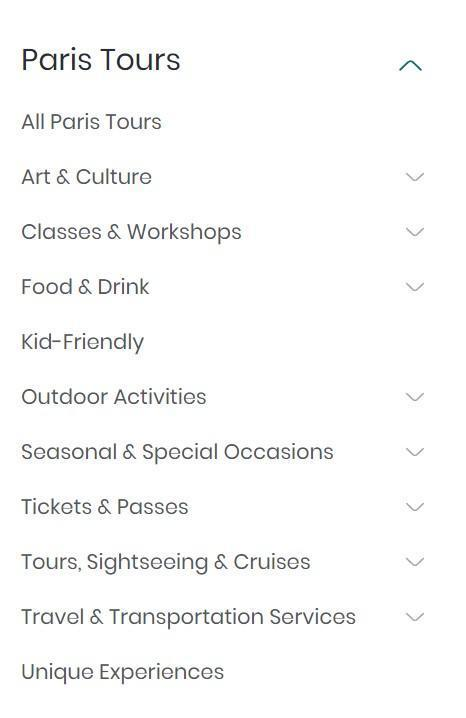 Paris Tours
All Paris Tours
Art & Culture
Classes & Workshops
Food & Drink
Kid-Friendly
Outdoor Activities
Seasonal & Special Occasions
Tickets & Passes
Tours, Sightseeing & Cruises
Travel & Transportation Services
Unique Experiences